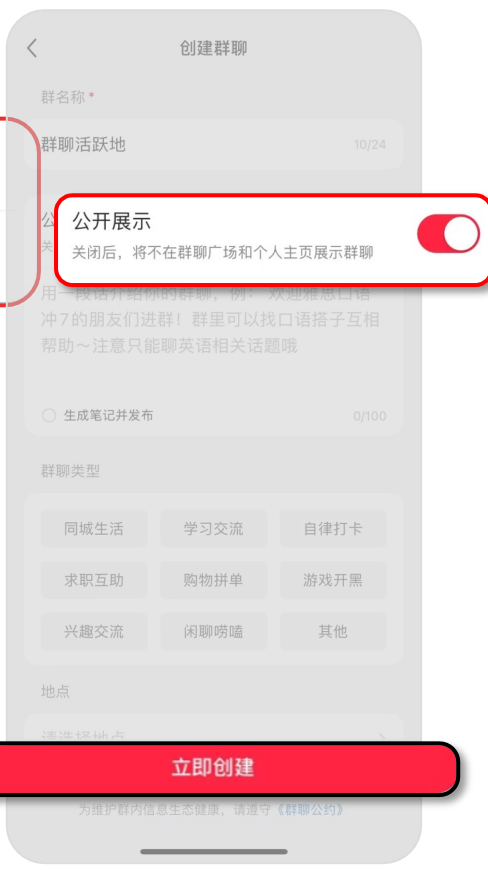 创建群聊
群名称 *
群聊活跃地 10/24
公
公开展示
关
关闭后，将不在群聊广场和个人主页展示群聊
用一段话介绍你的群聊，例： 欢迎雅思口语
冲7的朋友们进群！群里可以找口语搭子互相
帮助～注意只能聊英语相关话题哦
生成笔记并发布 0/100
群聊类型
同城生活 学习交流 自律打卡
求职互助 购物拼单 游戏开黑
兴趣交流 闲聊唠嗑 其他
地点
请选择地点
立即创建
为维护群内信息生态健康，请遵守《群聊公约》